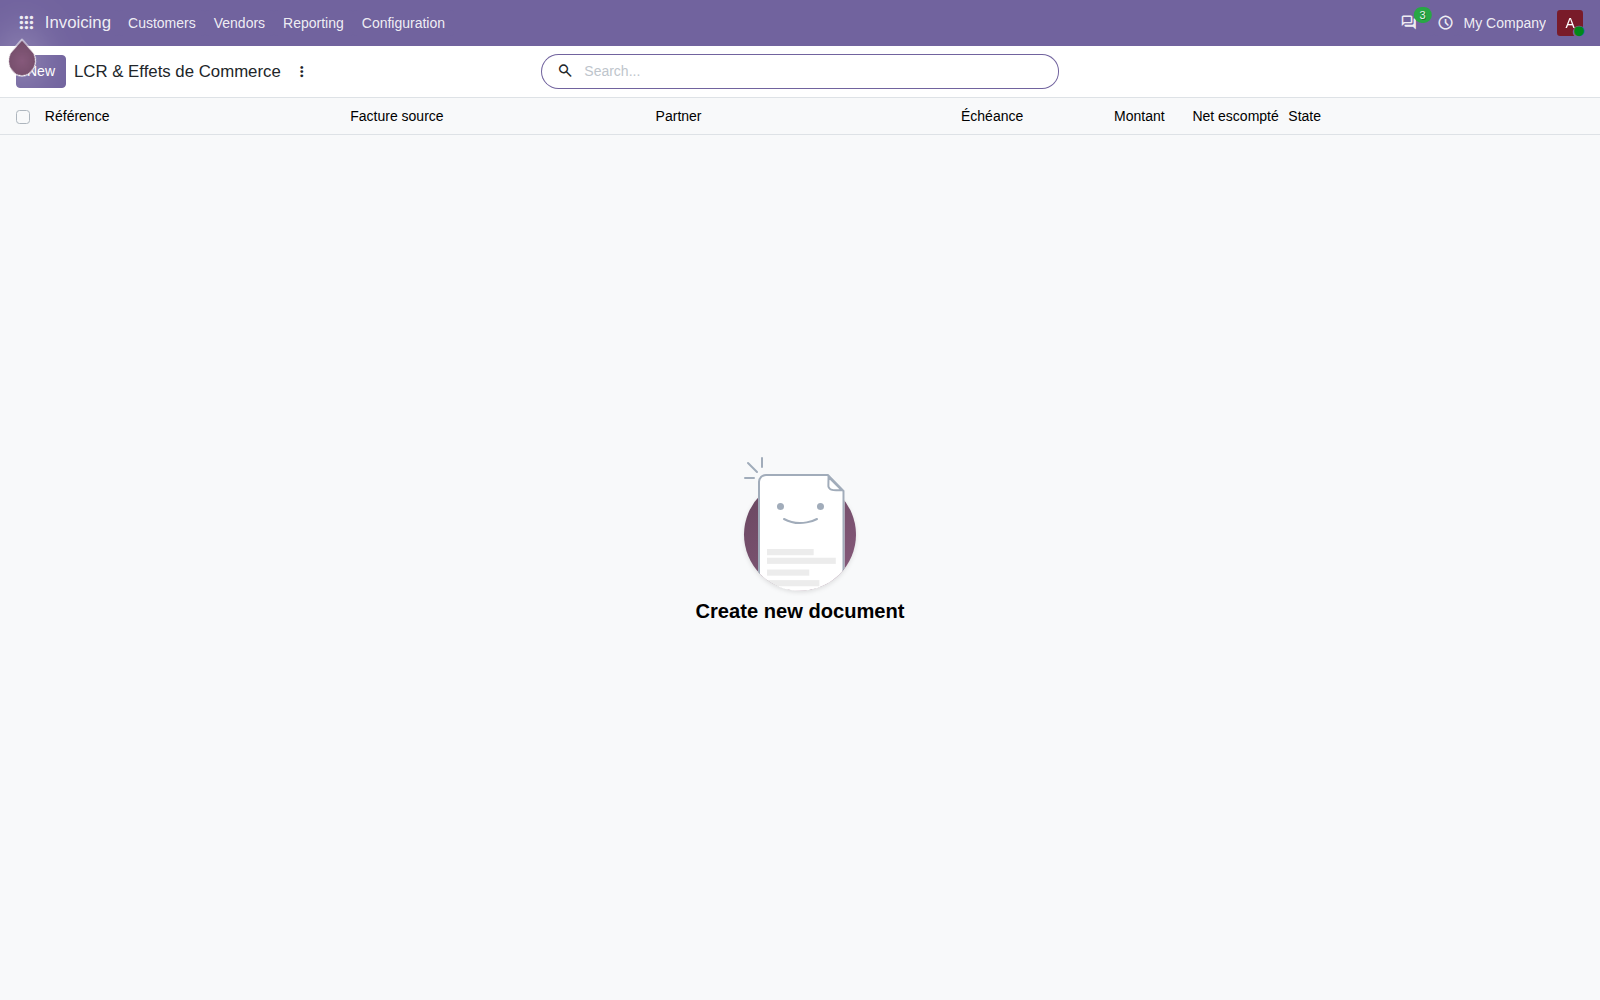 Invoicing Customers Vendors Reporting Configuration 3 My Company A
New LCR & Effets de Commerce Search...
Référence Facture source Partner Échéance Montant Net escompté State
Create new document